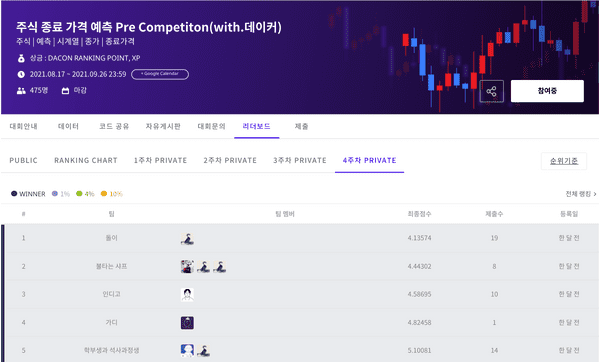 주식 종료 가격 예측 Pre Competiton(with.데이커)
주식 | 예측 | 시계열 | 종가 | 종료가격
상금 : DACON RANKING POINT, XP
2021.08.17 ~ 2021.09.26 23:59 + Google Calendar
475명 마감
참여중
대회안내 데이터 코드 공유 자유게시판 대회문의 리더보드 제출
PUBLIC RANKING CHART 1주차 PRIVATE 2주차 PRIVATE 3주차 PRIVATE 4주차 PRIVATE 순위기준
WINNER 1% 4% 10% 전체 랭킹 >
# 팀 팀 멤버 최종점수 제출수 등록일
1 돌이 4.13574 19 한 달 전
2 불타는 샤프 4.44302 8 한 달 전
3 인디고 4.58695 10 한 달 전
4 가디 4.82458 1 한 달 전
5 학부생과 석사과정생 5.10081 14 한 달 전